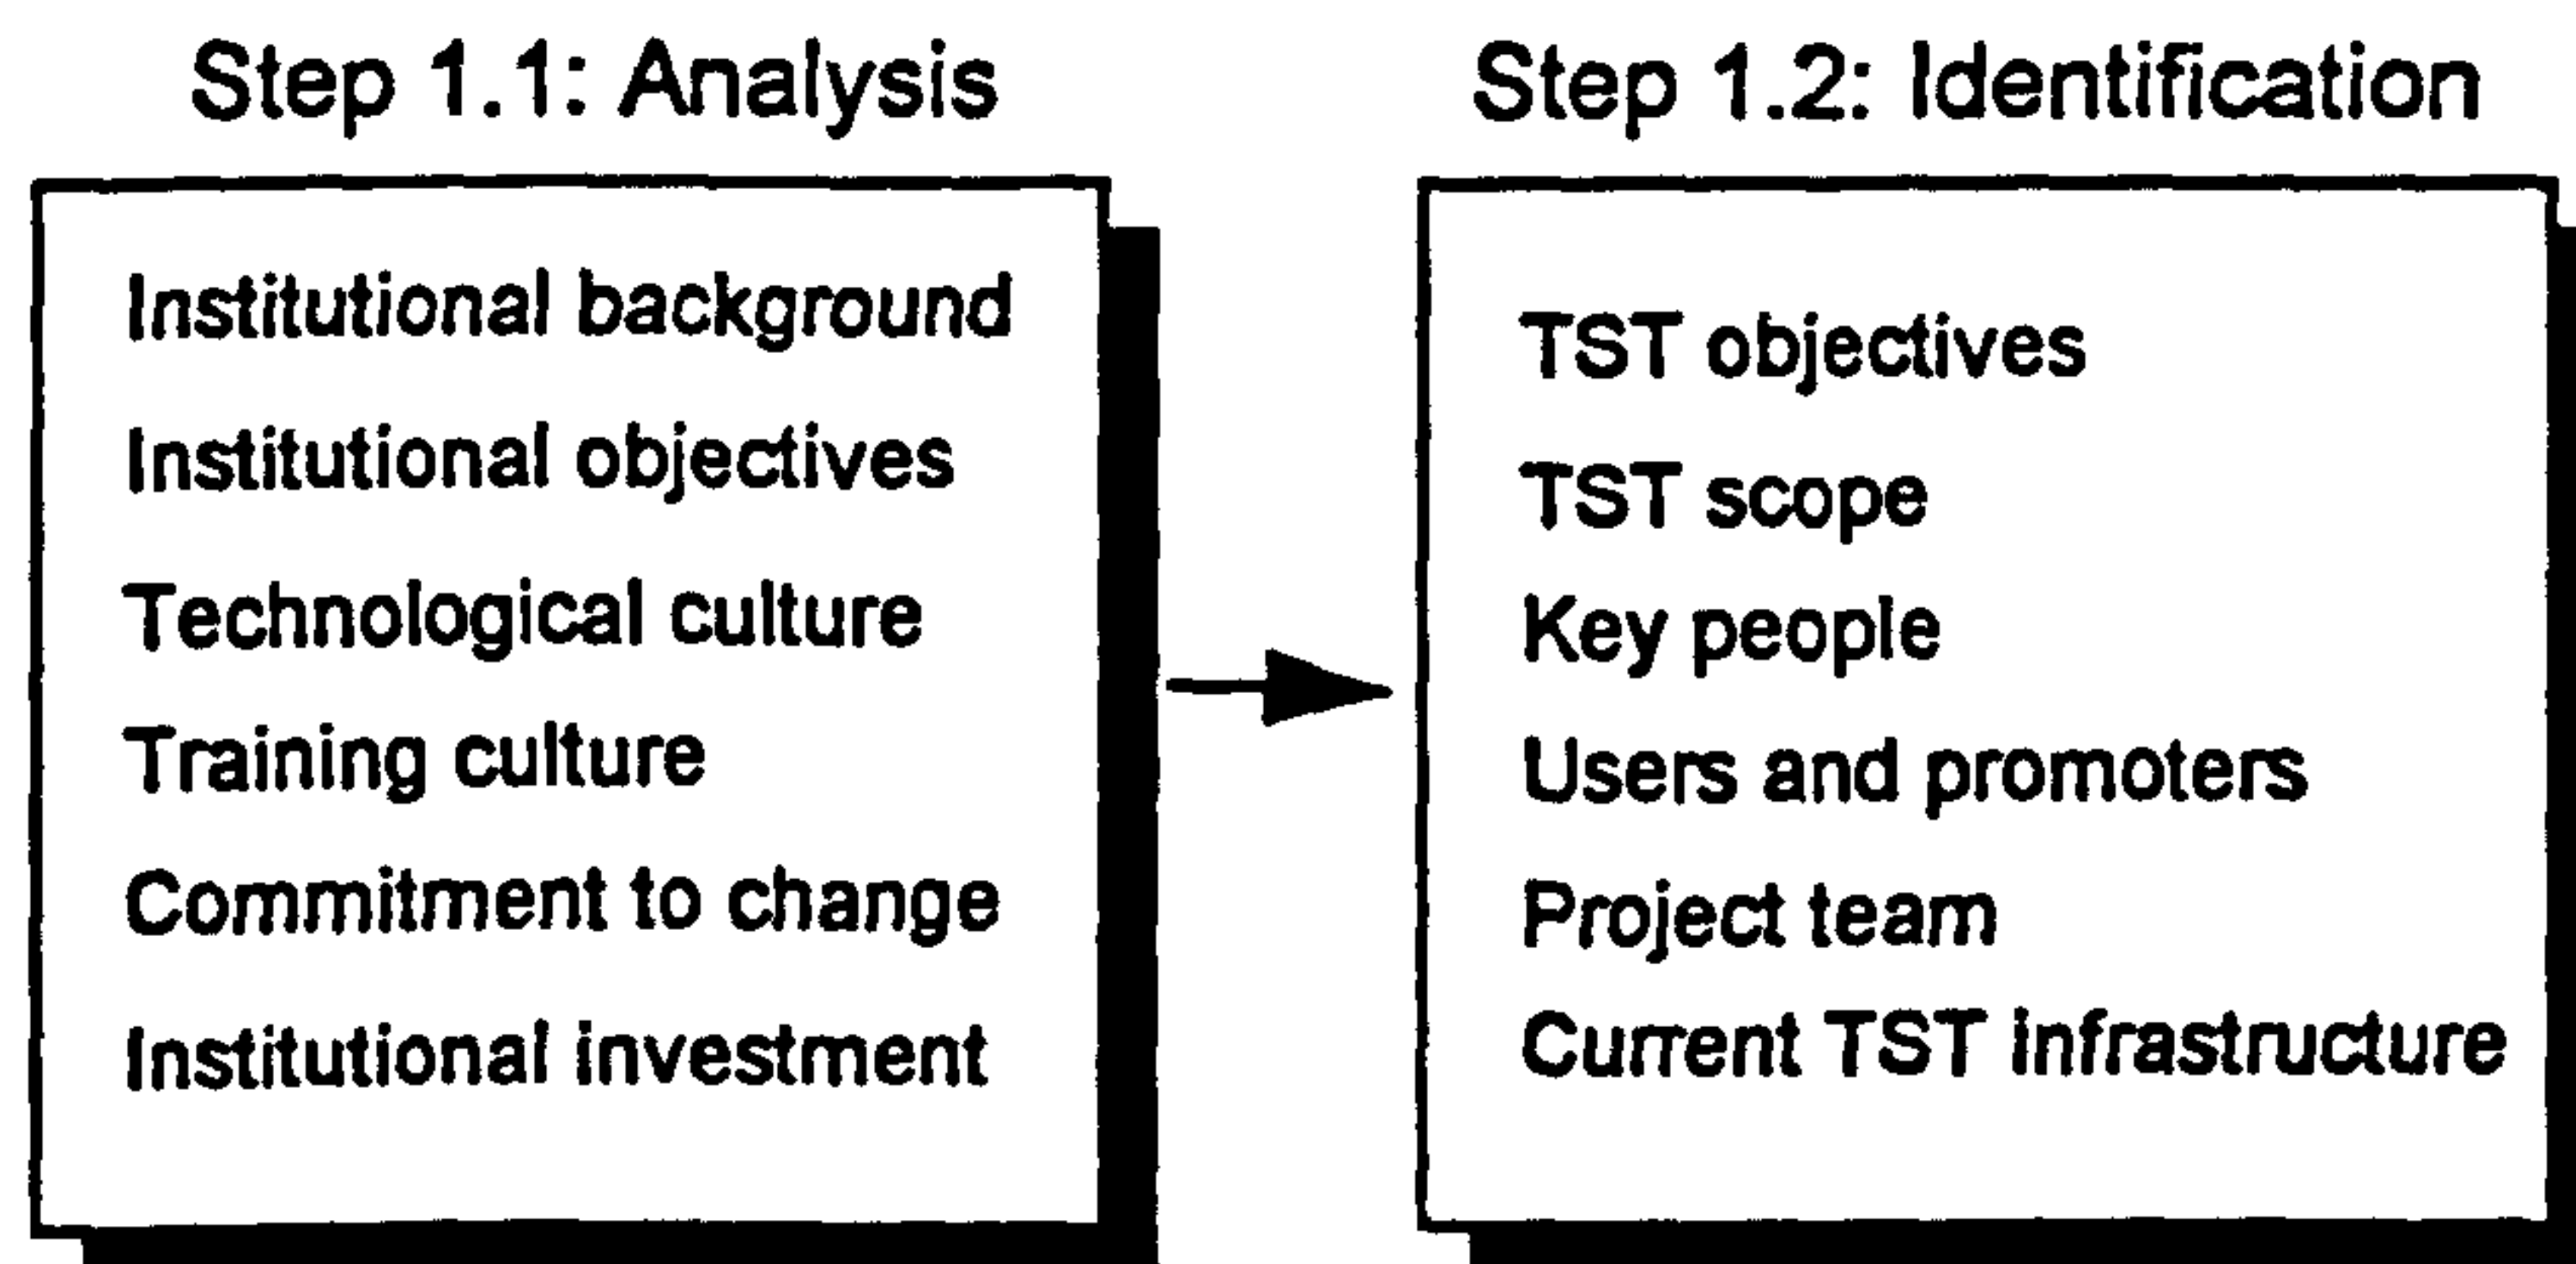 Step 1.1: Analysis
Institutional background
Institutional objectives
Technological culture
Training culture
Commitment to change
Institutional investment
Step 1.2: Identification
TST objectives
TST scope
Key people
Users and promoters
Project team
Current TST infrastructure